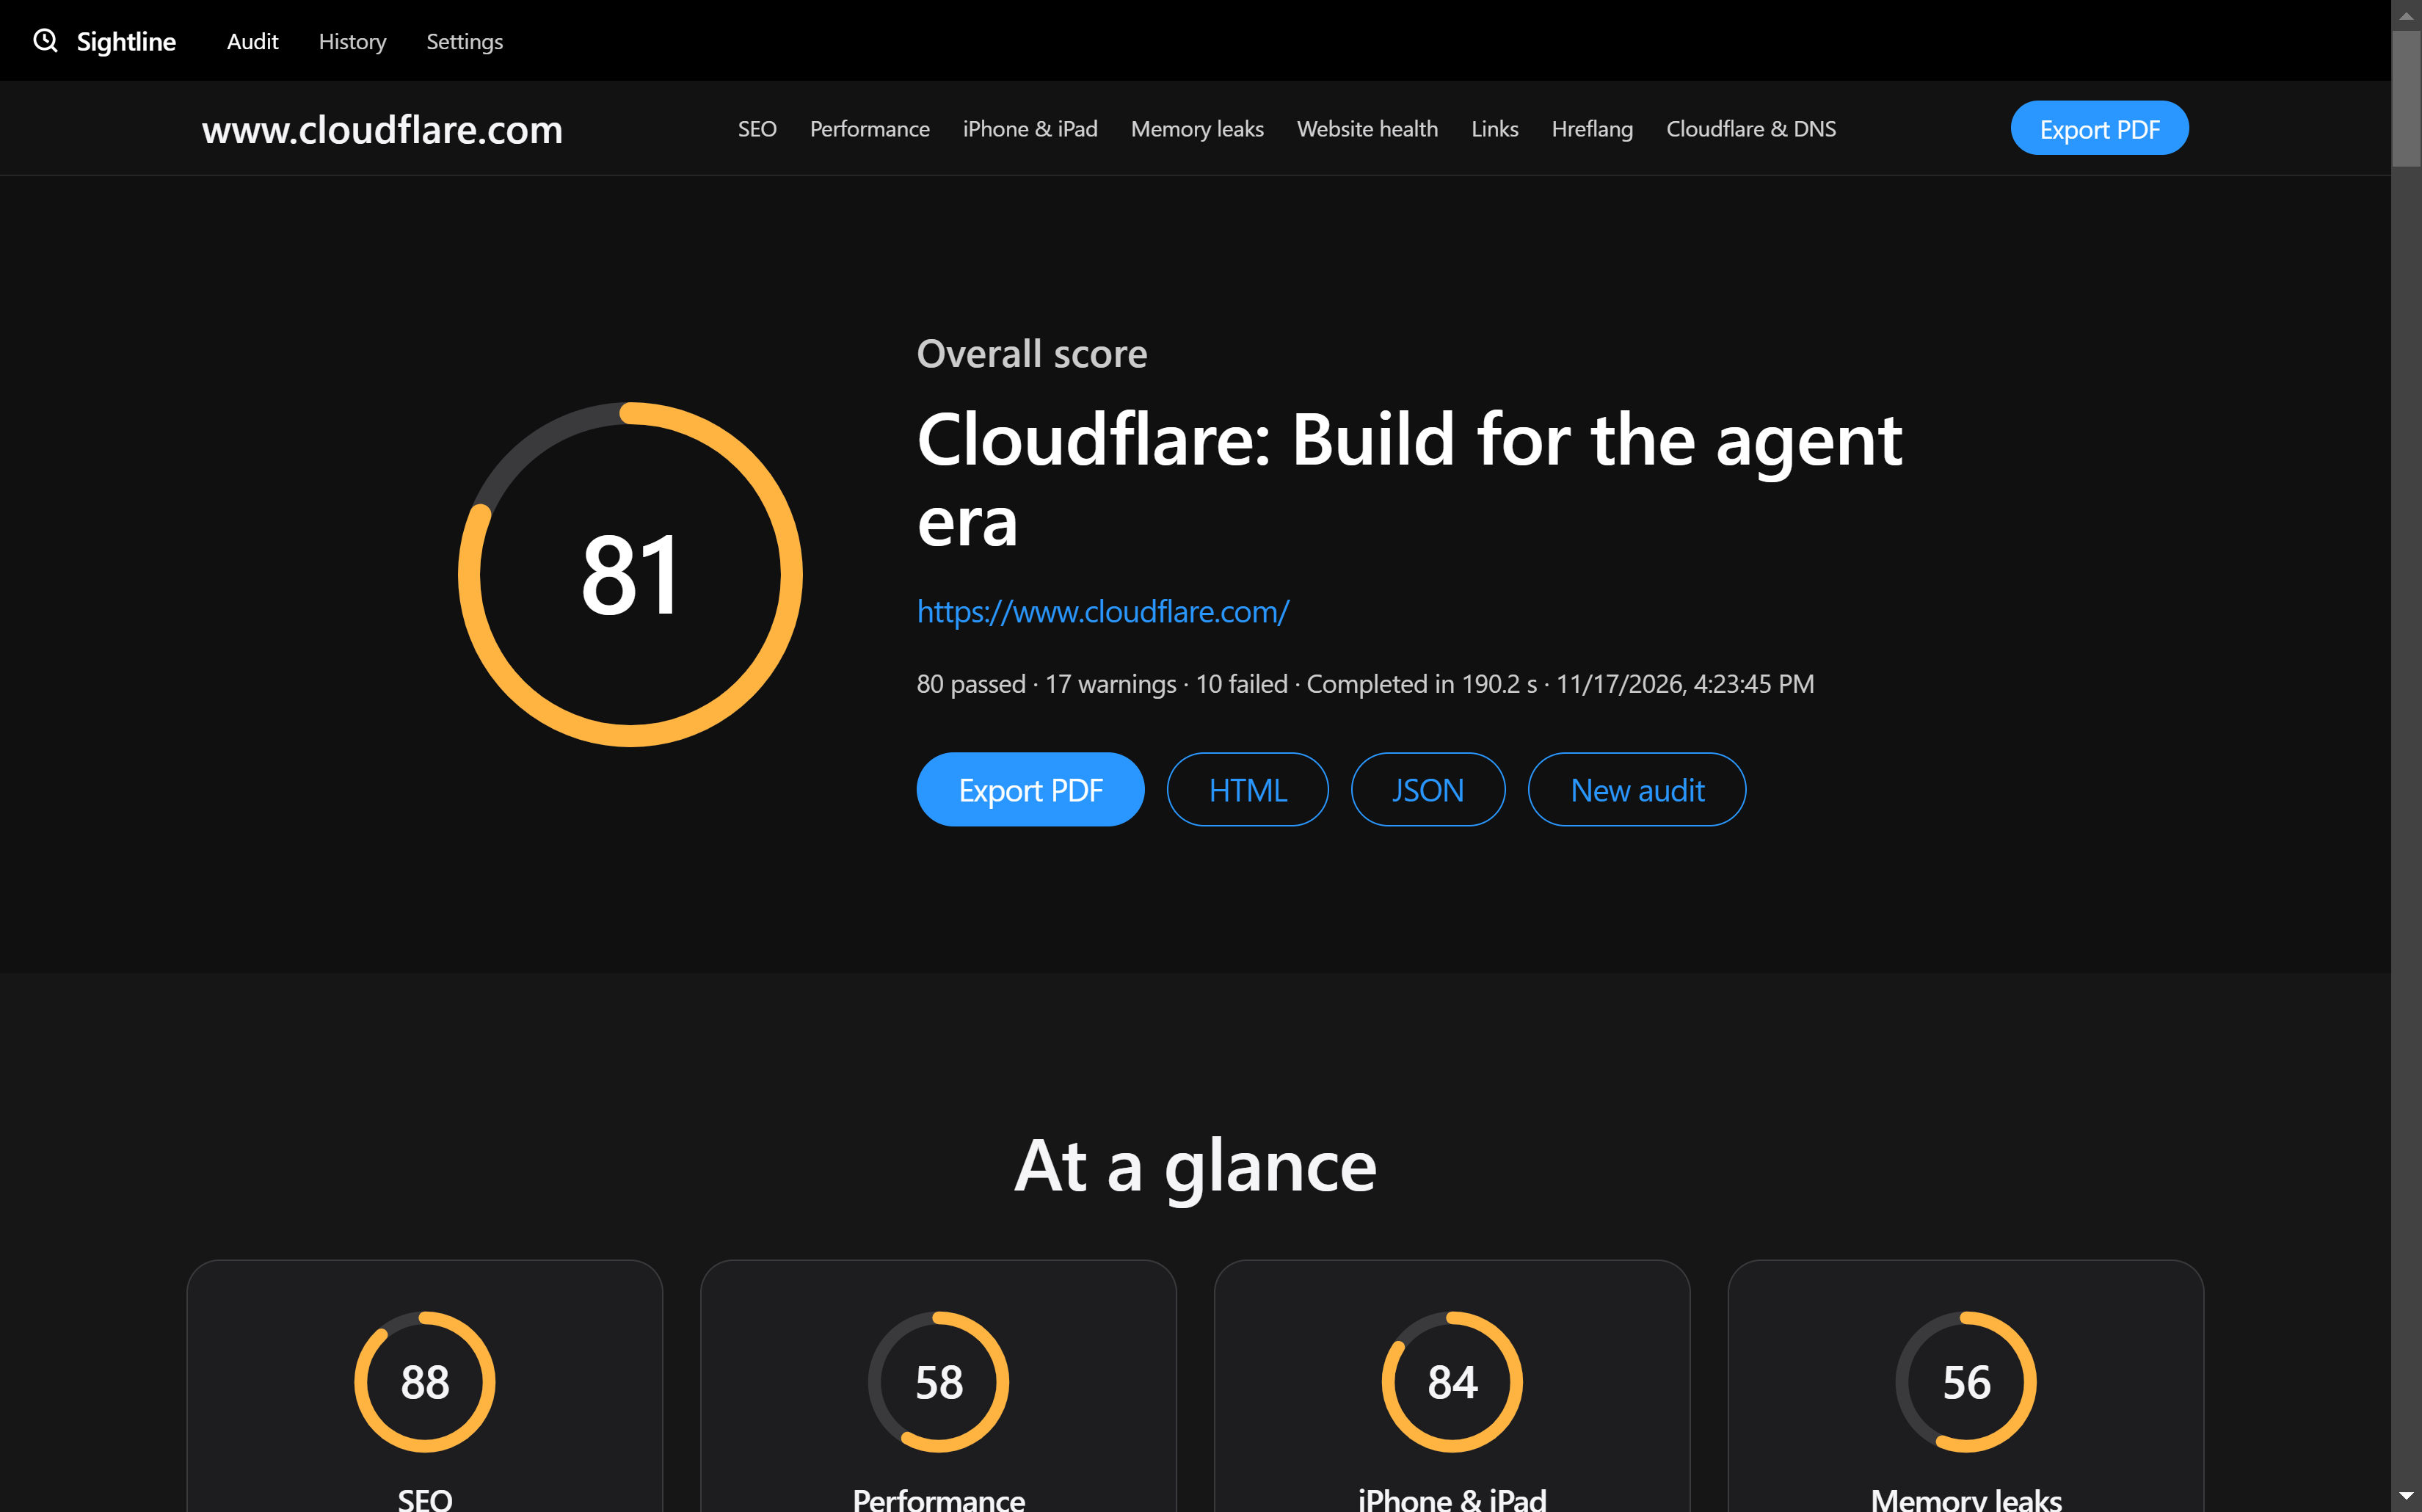 Sightline
Audit
History
Settings
www.cloudflare.com
SEO
Performance
iPhone & iPad
Memory leaks
Website health
Links
Hreflang
Cloudflare & DNS
Export PDF
Overall score
Cloudflare: Build for the agent
era
81
https://www.cloudflare.com/
80 passed · 17 warnings · 10 failed · Completed in 190.2 s · 11/17/2026, 4:23:45 PM
Export PDF
HTML
JSON
New audit
At a glance
88
58
84
56
SEO
Performance
iPhone & iPad
Memory leaks